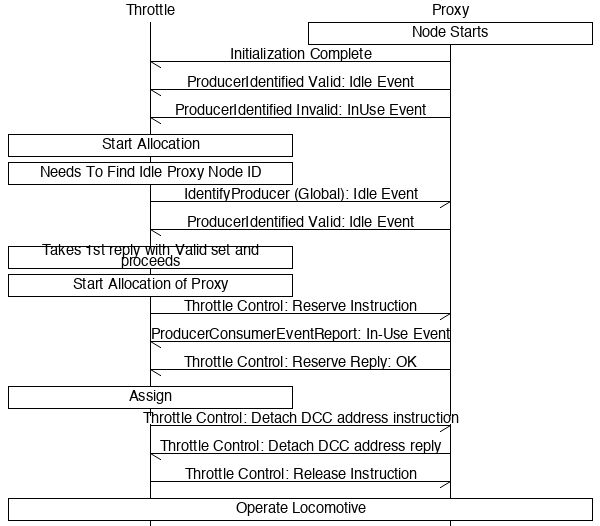 Throttle Proxy
Node Starts
Initialization Complete
ProducerIdentified Valid: Idle Event
ProducerIdentified Invalid: InUse Event
Start Allocation
Needs To Find Idle Proxy Node ID
IdentifyProducer (Global): Idle Event
ProducerIdentified Valid: Idle Event
Takes 1st reply with Valid set and
proceeds
Start Allocation of Proxy
Throttle Control: Reserve Instruction
ProducerConsumerEventReport: In-Use Event
Throttle Control: Reserve Reply: OK
Assign
Throttle Control: Detach DCC address instruction
Throttle Control: Detach DCC address reply
Throttle Control: Release Instruction
Operate Locomotive